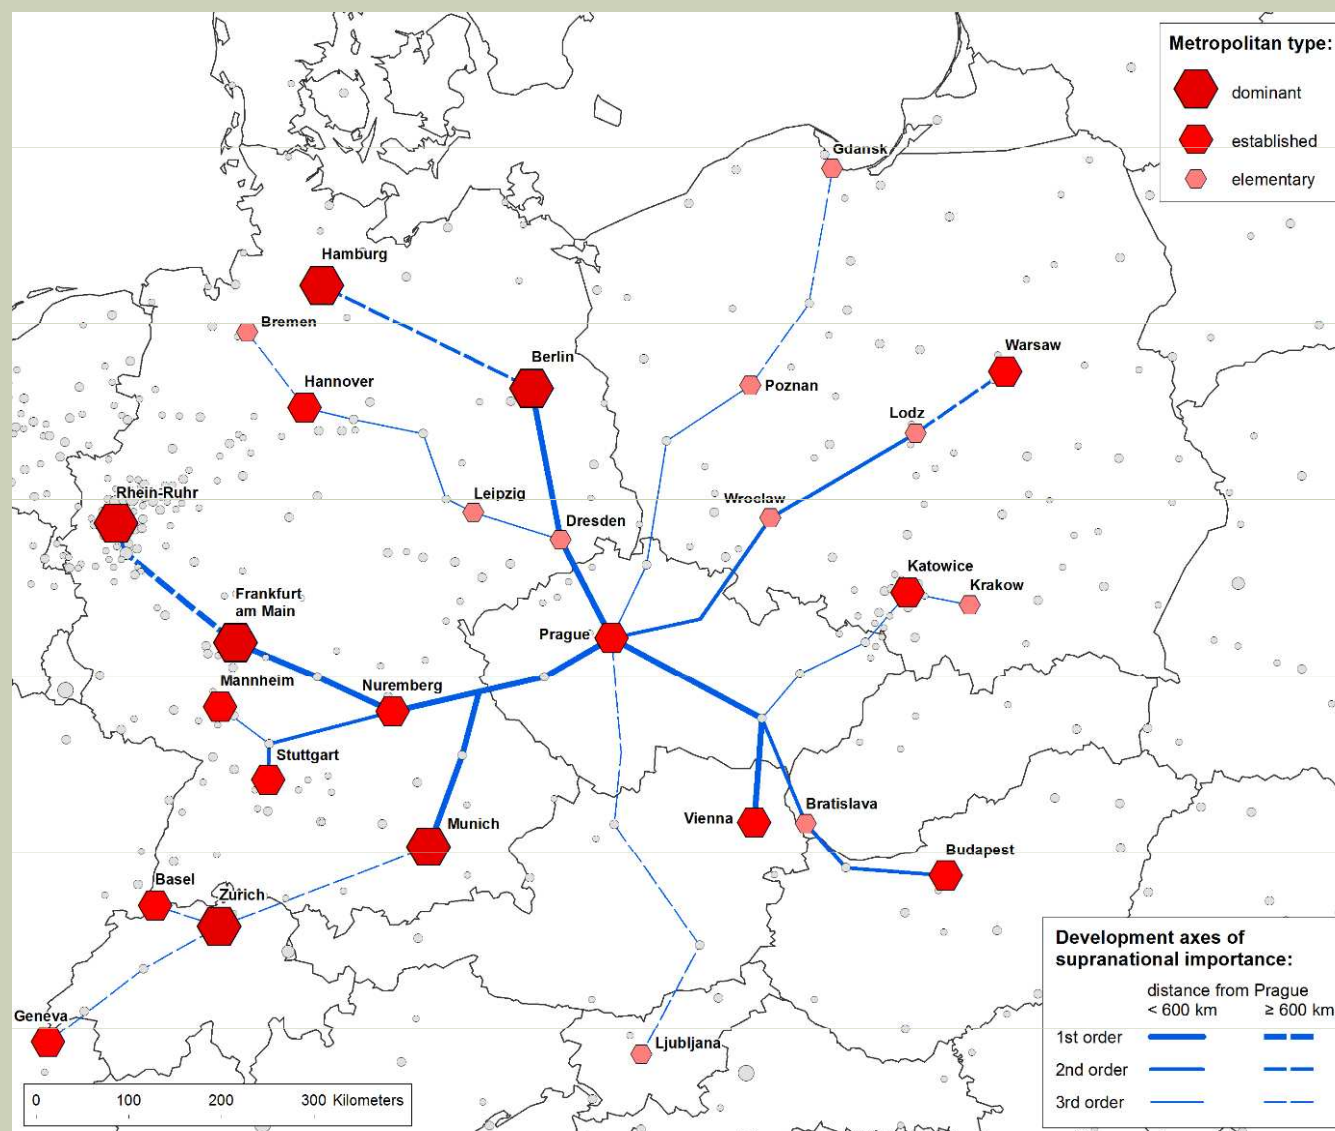 Metropolitan type:
dominant
established
elementary
Gdansk
Hamburg
Bremen
Berlin
Warsaw
Hannover
Poznan
Lodz
Rhein-Ruhr
Leipzig
Wroclaw
Dresden
Katowice
Krakow
Frankfurt
am Main
Prague
Mannheim
Nuremberg
Stuttgart
Munich
Vienna
Bratislava
Budapest
Basel
Zurich
Geneva
Ljubljana
Development axes of
supranational importance:
distance from Prague
< 600 km ≥ 600 km
1st order
2nd order
3rd order
0 100 200 300 Kilometers